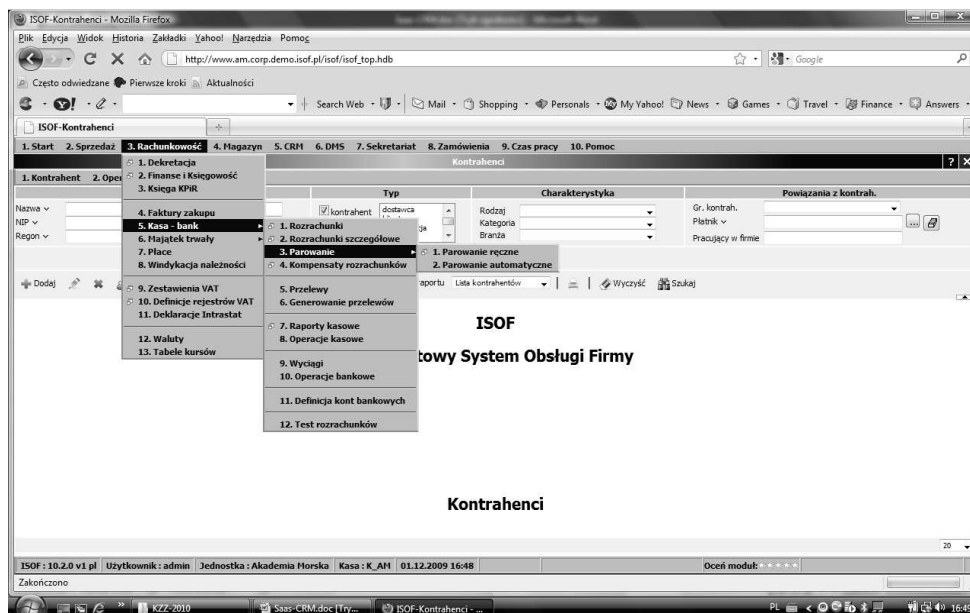 ISOF-Kontrahenci - Mozilla Firefox
Plik Edycja Widok Historia Zakładki Yahoo! Narzędzia Pomoc
http://www.am.corp.demo.isof.pl/isof/isof_top.hdb
Google
Często odwiedzane Pierwsze kroki Aktualności
Y! Search Web Mail Shopping Personals My Yahoo! News Games Travel Finance Answers
ISOF-Kontrahenci
1. Start 2. Sprzedaż 3. Rachunkowość 4. Magazyn 5. CRM 6. DMS 7. Sekretariat 8. Zamówienia 9. Czas pracy 10. Pomoc
Kontrahenci
? X
1. Kontrahent 2. Oper
Typ Charakterystyka Powiązania z kontrah.
Nazwa
NIP
Regon
kontrahent dostawca
Rodzaj
Kategoria
Branża
Gr. kontrah.
Płatnik
Pracujący w firmie
...
Dodaj
raportu Lista kontrahentów Wyczyść Szukaj
1. Dekretacja
2. Finanse i Księgowość
3. Księga KPiR
4. Faktury zakupu
5. Kasa - bank
6. Majątek trwały
7. Płace
8. Windykacja należności
9. Zestawienia VAT
10. Definicje rejestrów VAT
11. Deklaracje Intrastat
12. Waluty
13. Tabele kursów
1. Rozrachunki
2. Rozrachunki szczegółowe
3. Parowanie
4. Kompensaty rozrachunków
5. Przelewy
6. Generowanie przelewów
7. Raporty kasowe
8. Operacje kasowe
9. Wyciągi
10. Operacje bankowe
11. Definicja kont bankowych
12. Test rozrachunków
1. Parowanie ręczne
2. Parowanie automatyczne
ISOF
towy System Obsługi Firmy
Kontrahenci
20
ISOF : 10.2.0 v1 pl Użytkownik : admin Jednostka : Akademia Morska Kasa : K_AM 01.12.2009 16:48 Oceń moduł:
Zakończono
KZZ-2010 Saas-CRM.doc [Try... ISOF-Kontrahenci - ... PL 16:49